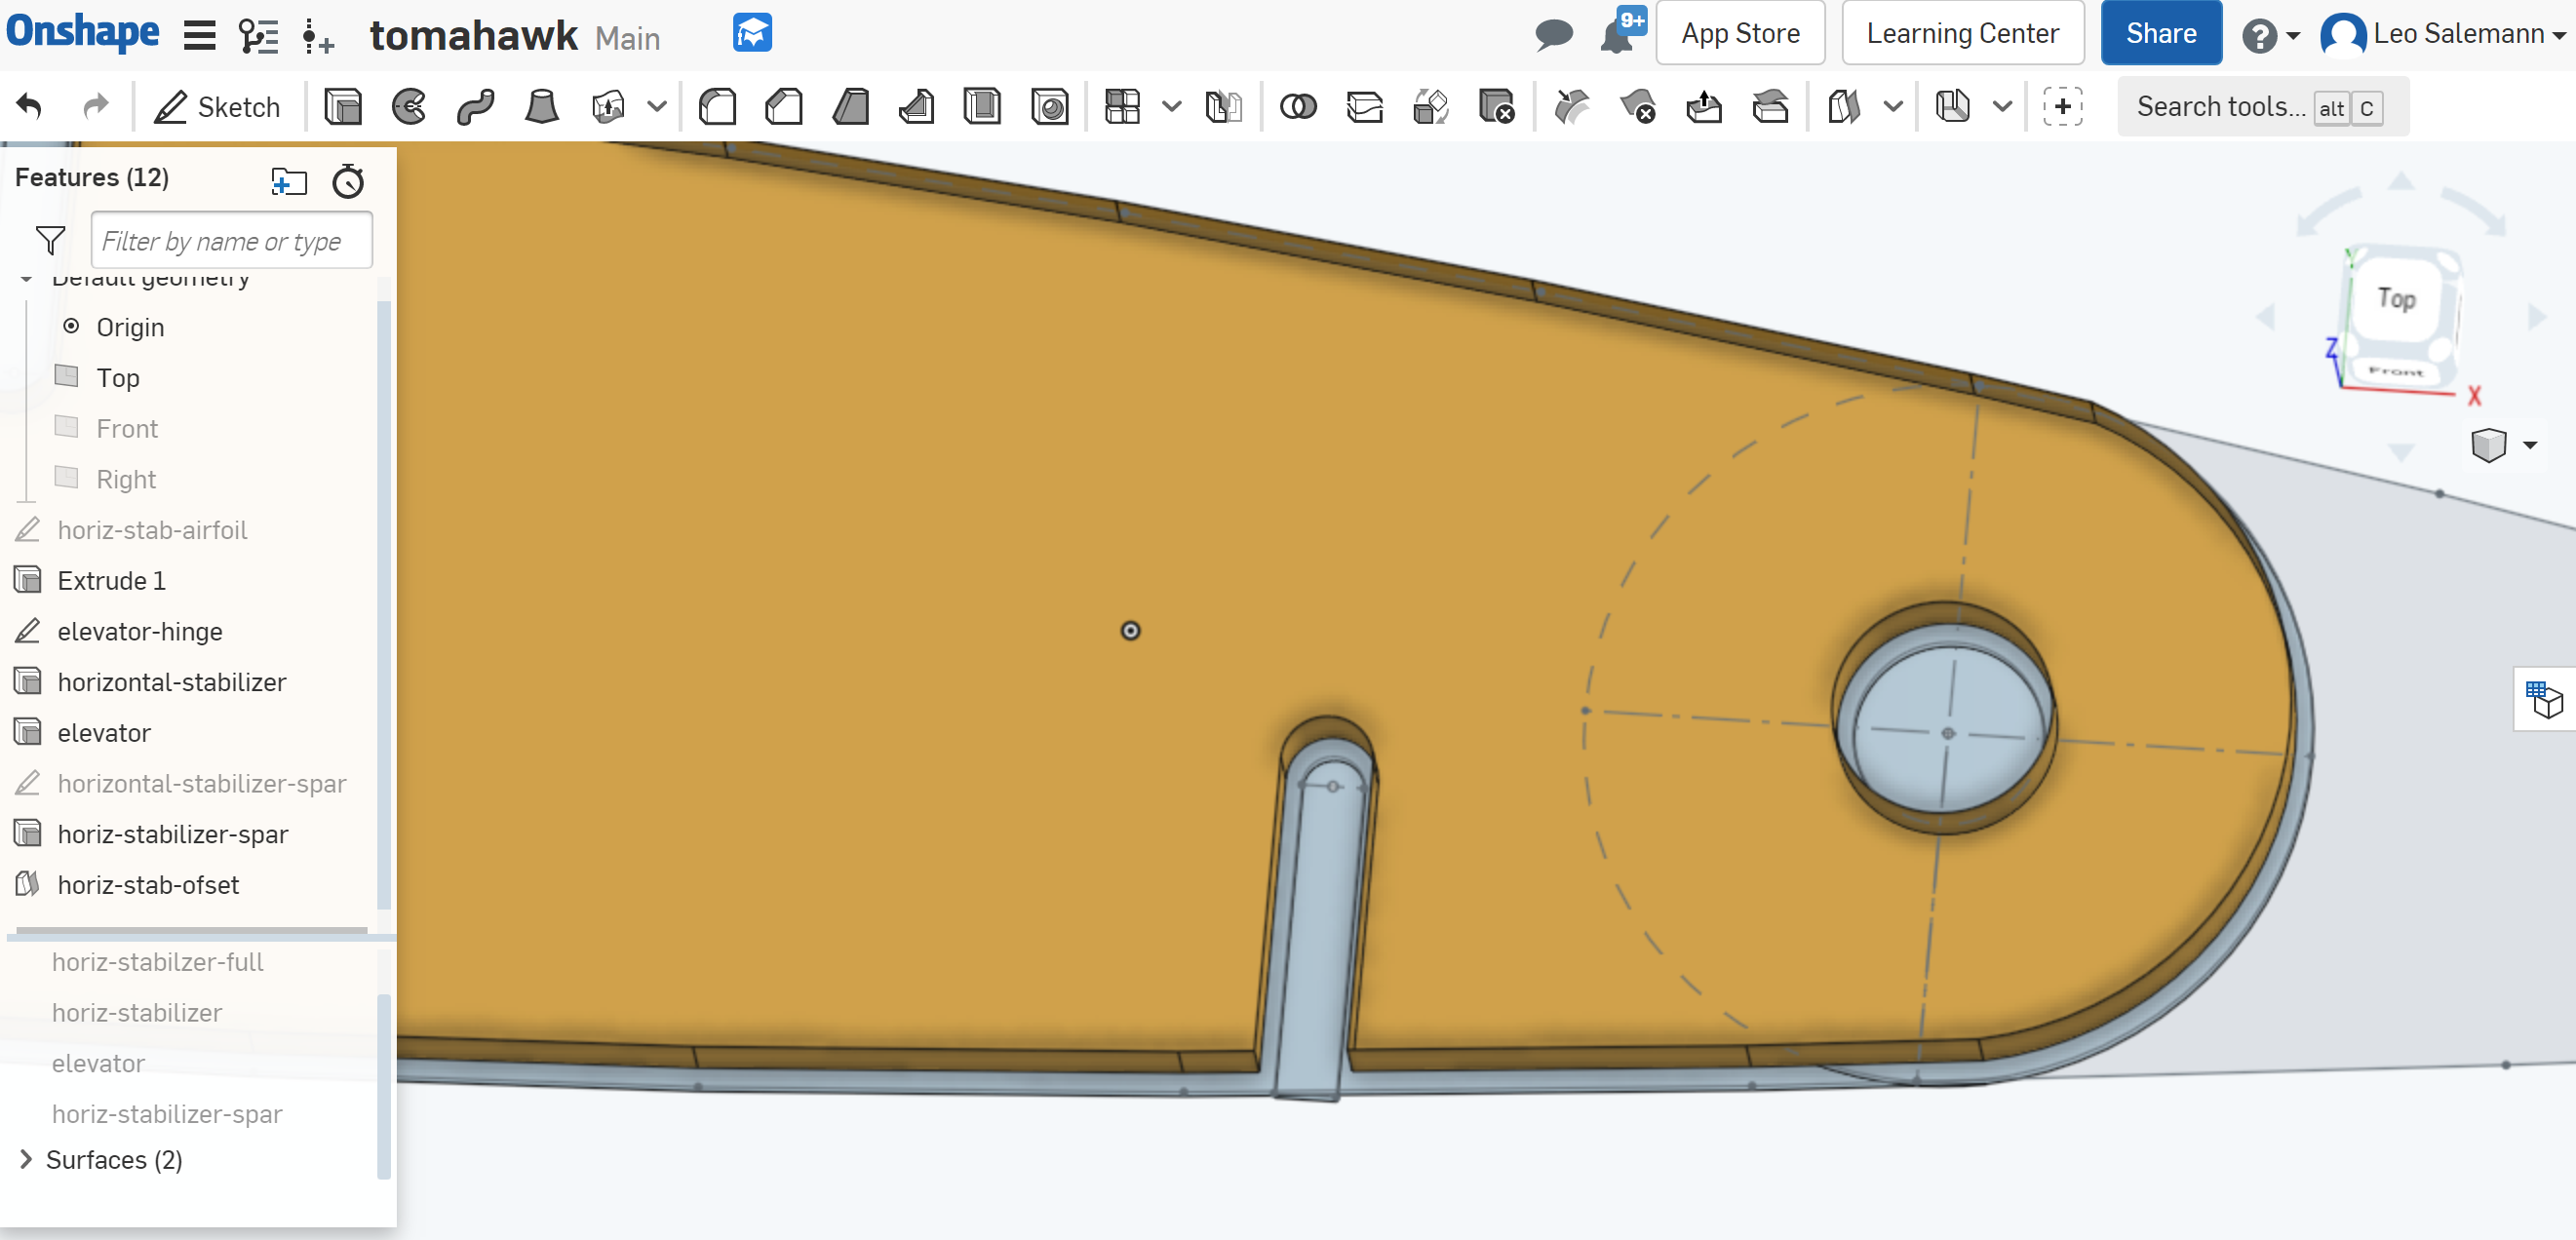 Onshape tomahawk Main 9+ App Store Learning Center Share ? Leo Salemann
Sketch Search tools... alt C
Features (12)
Filter by name or type
Default geometry
Origin
Top
Front
Right
horiz-stab-airfoil
Extrude 1
elevator-hinge
horizontal-stabilizer
elevator
horizontal-stabilizer-spar
horiz-stabilizer-spar
horiz-stab-ofset
horiz-stabilzer-full
horiz-stabilizer
elevator
horiz-stabilizer-spar
Surfaces (2)
Y
Top
Z
Front
X